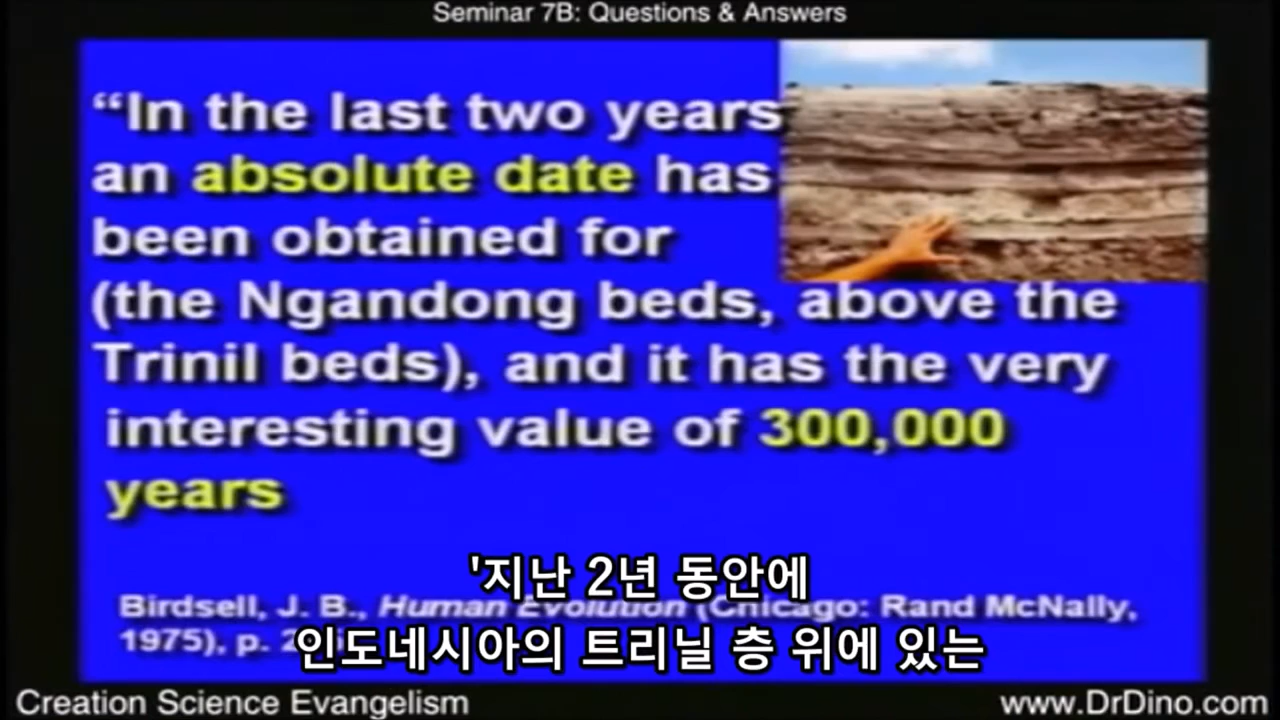 Seminar 7B: Questions & Answers
“In the last two years
an absolute date has
been obtained for
(the Ngandong beds, above the
Trinil beds), and it has the very
interesting value of 300,000
years
'지난 2년 동안에
Birdsell, J. B., Human Evolution (Chicago: Rand McNally,
1975), p.
인도네시아의 트리닐 층 위에 있는
Creation Science Evangelism
www.DrDino.com